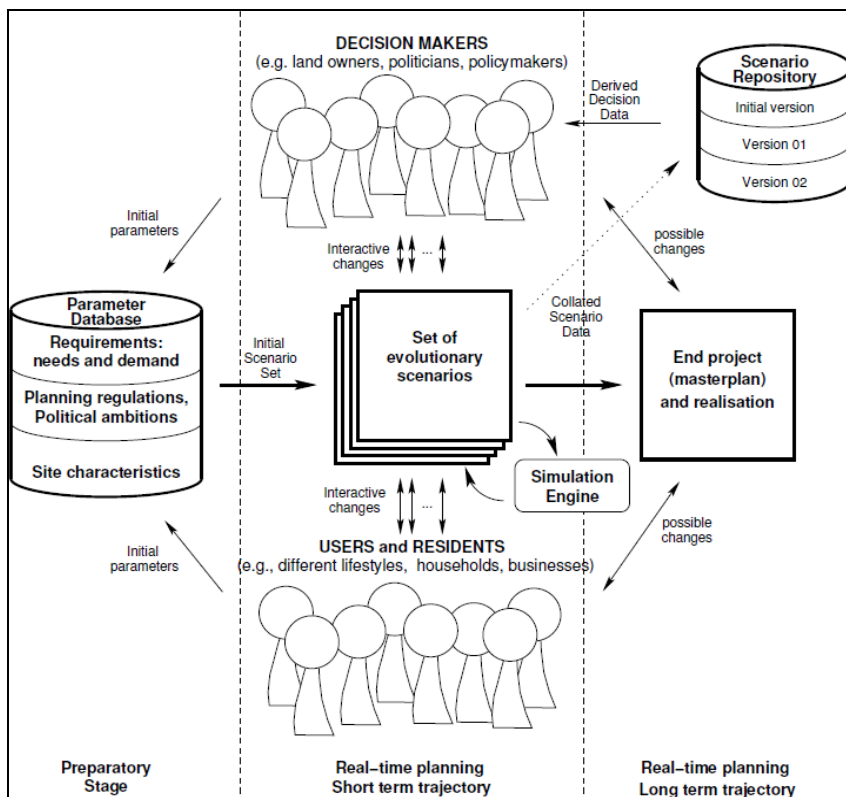 DECISION MAKERS
(e.g. land owners, politicians, policymakers)
Scenario
Repository
Initial version
Version 01
Version 02
Derived
Decision
Data
Initial
parameters
Interactive
changes
...
possible
changes
Parameter
Database
Requirements:
needs and demand
Planning regulations,
Political ambitions
Site characteristics
Initial
Scenario
Set
Set of
evolutionary
scenarios
Collated
Scenario
Data
End project
(masterplan)
and realisation
Simulation
Engine
Interactive
changes
...
possible
changes
Initial
parameters
USERS and RESIDENTS
(e.g., different lifestyles, households, businesses)
Preparatory
Stage
Real-time planning
Short term trajectory
Real-time planning
Long term trajectory